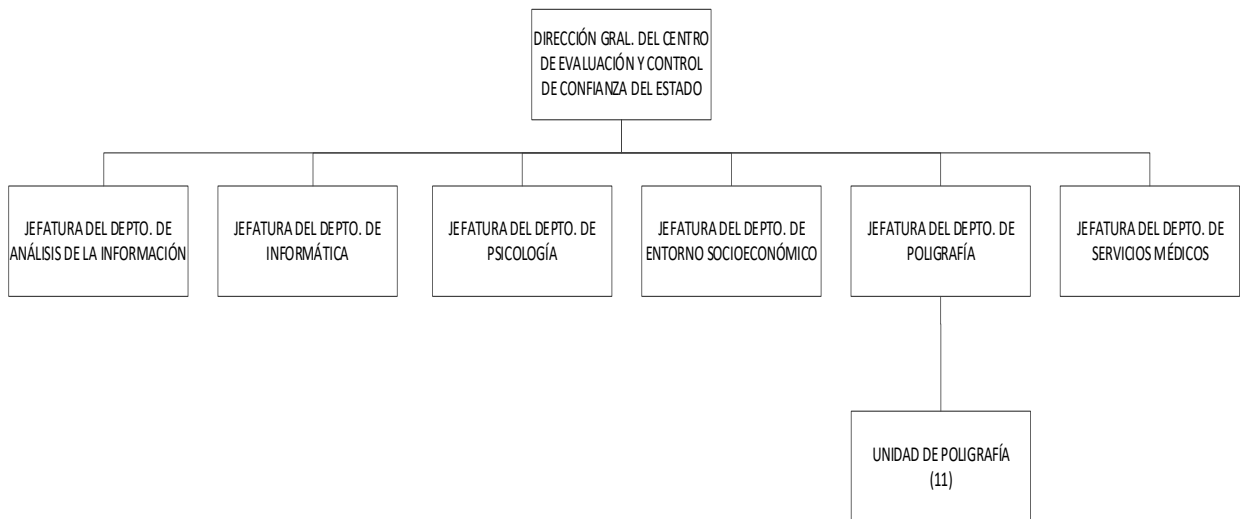 DIRECCIÓN GRAL. DEL CENTRO
DE EVALUACIÓN Y CONTROL
DE CONFIANZA DEL ESTADO
JEFATURA DEL DEPTO. DE
ANÁLISIS DE LA INFORMACIÓN
JEFATURA DEL DEPTO. DE
INFORMÁTICA
JEFATURA DEL DEPTO. DE
PSICOLOGÍA
JEFATURA DEL DEPTO. DE
ENTORNO SOCIOECONÓMICO
JEFATURA DEL DEPTO. DE
POLIGRAFÍA
JEFATURA DEL DEPTO. DE
SERVICIOS MÉDICOS
UNIDAD DE POLIGRAFÍA
(11)